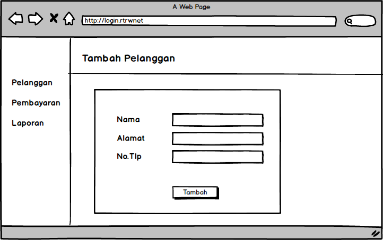 A Web Page
http://login.rtrwnet
Tambah Pelanggan
Pelanggan
Pembayaran
Laporan
Nama
Alamat
No.Tlp
Tambah